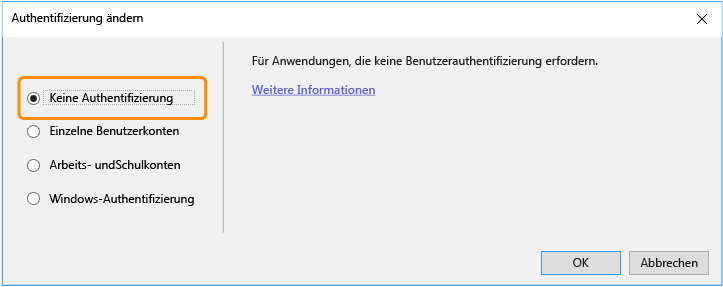 Authentifizierung ändern
Für Anwendungen, die keine Benutzerauthentifizierung erfordern.
Weitere Informationen
Keine Authentifizierung
Einzelne Benutzerkonten
Arbeits- undSchulkonten
Windows-Authentifizierung
OK
Abbrechen